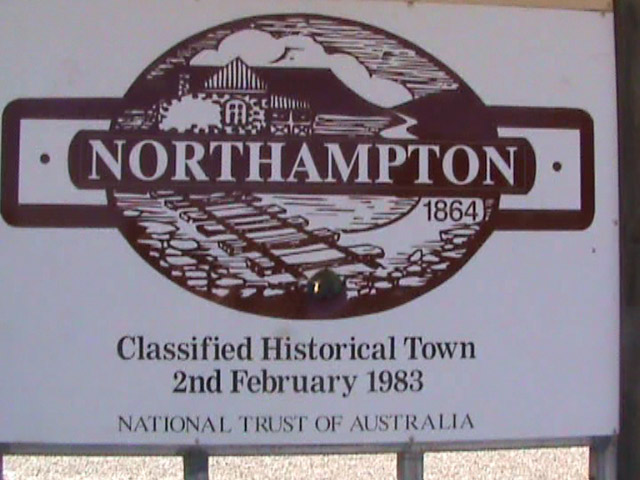 NORTHAMPTON
1864
Classified Historical Town
2nd February 1983
NATIONAL TRUST OF AUSTRALIA